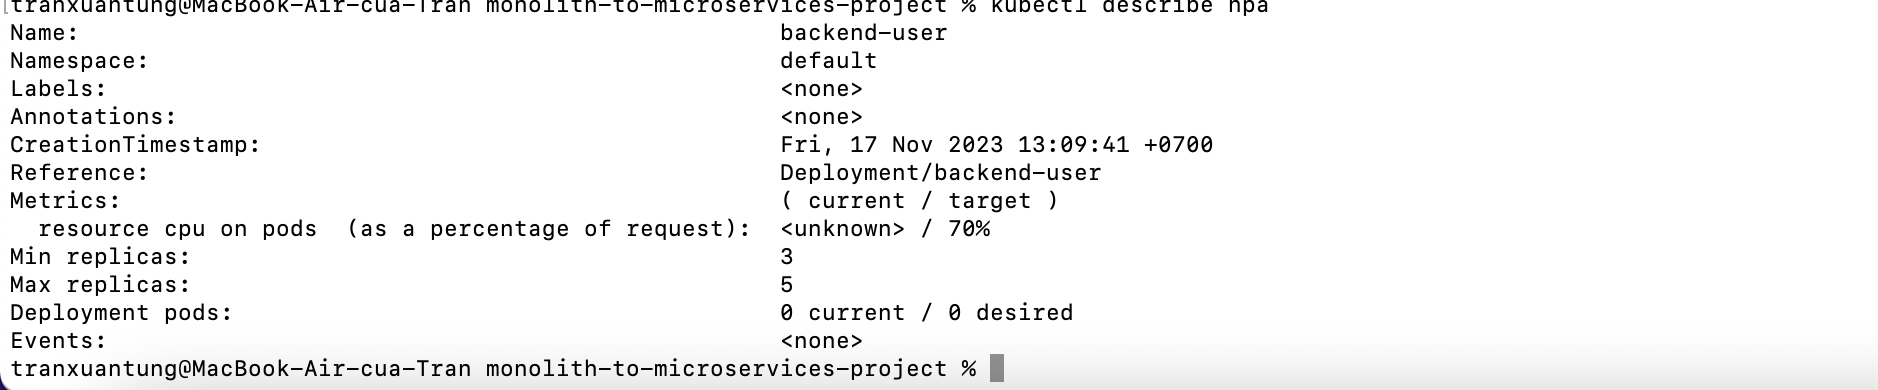 tranxuantung@MacBook-Air-cua-Tran monolith-to-microservices-project % kubectl describe hpa
Name:                                                  backend-user
Namespace:                                             default
Labels:                                                <none>
Annotations:                                           <none>
CreationTimestamp:                                     Fri, 17 Nov 2023 13:09:41 +0700
Reference:                                             Deployment/backend-user
Metrics:                                               ( current / target )
  resource cpu on pods  (as a percentage of request):  <unknown> / 70%
Min replicas:                                          3
Max replicas:                                          5
Deployment pods:                                       0 current / 0 desired
Events:                                                <none>
tranxuantung@MacBook-Air-cua-Tran monolith-to-microservices-project %